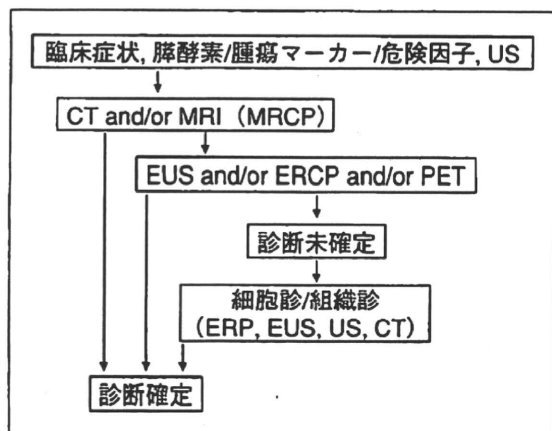 臨床症状, 膵酵素/腫瘍マーカー/危険因子, US
CT and/or MRI（MRCP）
EUS and/or ERCP and/or PET
診断未確定
細胞診/組織診
（ERP, EUS, US, CT）
診断確定